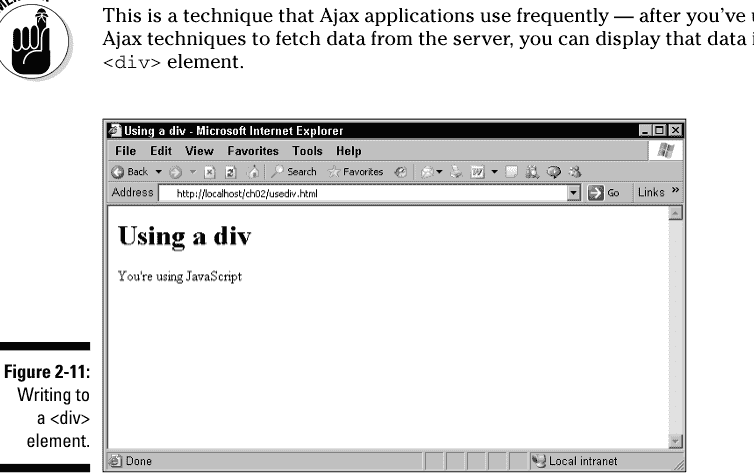 This is a technique that Ajax applications use frequently — after you've
Ajax techniques to fetch data from the server, you can display that data
<div> element.
Using a div - Microsoft Internet Explorer
File Edit View Favorites Tools Help
Back Search Favorites
Address http://localhost/ch02/usediv.html Go Links »
Using a div
You're using JavaScript
Figure 2-11:
Writing to
a <div>
element.
Done Local intranet